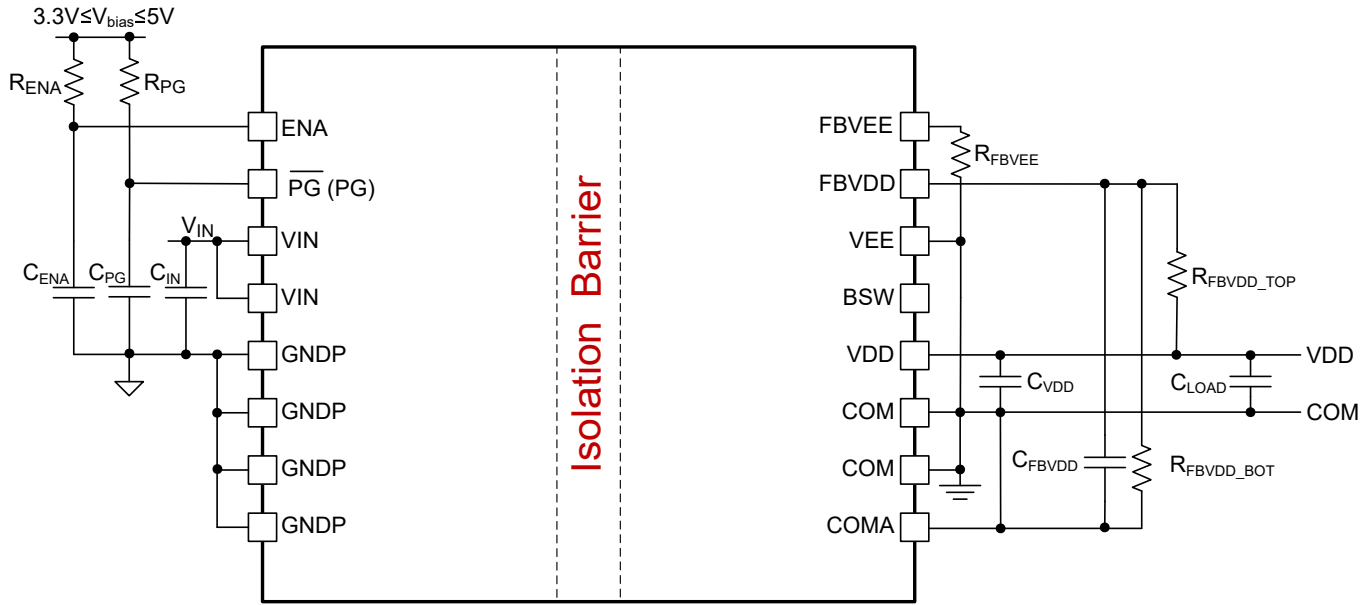 3.3V≤Vbias≤5V
RENA
RPG
ENA
PG (PG)
VIN
VIN
VIN
CENA
CPG
CIN
GNDP
GNDP
GNDP
GNDP
Isolation Barrier
FBVEE
FBVDD
VEE
BSW
VDD
COM
COM
COMA
RFBVEE
RFBVDD_TOP
CVDD
CLOAD
VDD
COM
CFBVDD
RFBVDD_BOT